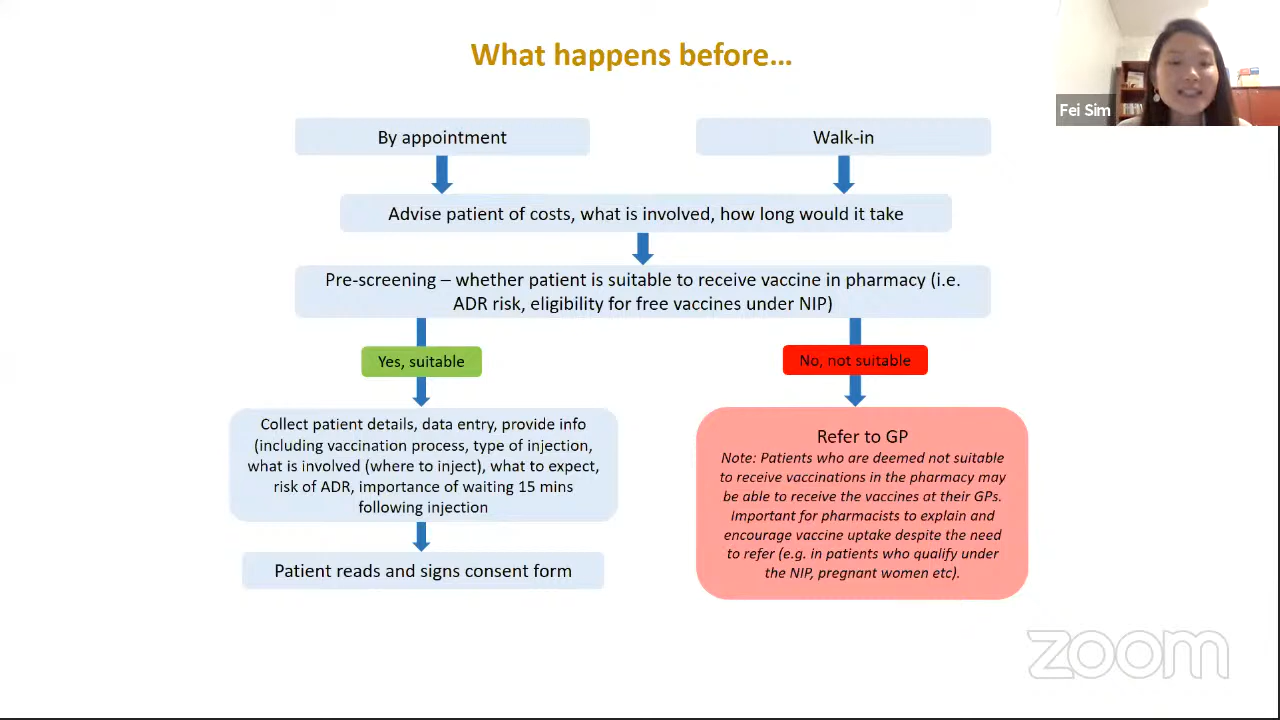 What happens before...
Fei Sim
By appointment
Walk-in
Advise patient of costs, what is involved, how long would it take
Pre-screening – whether patient is suitable to receive vaccine in pharmacy (i.e.
ADR risk, eligibility for free vaccines under NIP)
Yes, suitable
No, not suitable
Collect patient details, data entry, provide info
(including vaccination process, type of injection,
what is involved (where to inject), what to expect,
risk of ADR, importance of waiting 15 mins
following injection
Patient reads and signs consent form
Refer to GP
Note: Patients who are deemed not suitable
to receive vaccinations in the pharmacy may
be able to receive the vaccines at their GPs.
Important for pharmacists to explain and
encourage vaccine uptake despite the need
to refer (e.g. in patients who qualify under
the NIP, pregnant women etc).
zoom